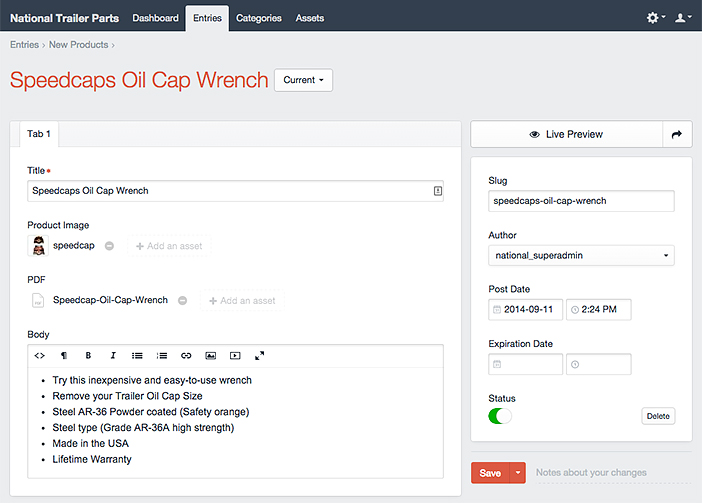 National Trailer Parts Dashboard Entries Categories Assets
Entries › New Products ›
Speedcaps Oil Cap Wrench Current
Tab 1
Live Preview
Title
Speedcaps Oil Cap Wrench
Product Image
speedcap + Add an asset
PDF
Speedcap-Oil-Cap-Wrench + Add an asset
Body
<> ¶ B I
• Try this inexpensive and easy-to-use wrench
• Remove your Trailer Oil Cap Size
• Steel AR-36 Powder coated (Safety orange)
• Steel type (Grade AR-36A high strength)
• Made in the USA
• Lifetime Warranty
Slug
speedcaps-oil-cap-wrench
Author
national_superadmin
Post Date
2014-09-11 2:24 PM
Expiration Date
Status
Delete
Save Notes about your changes